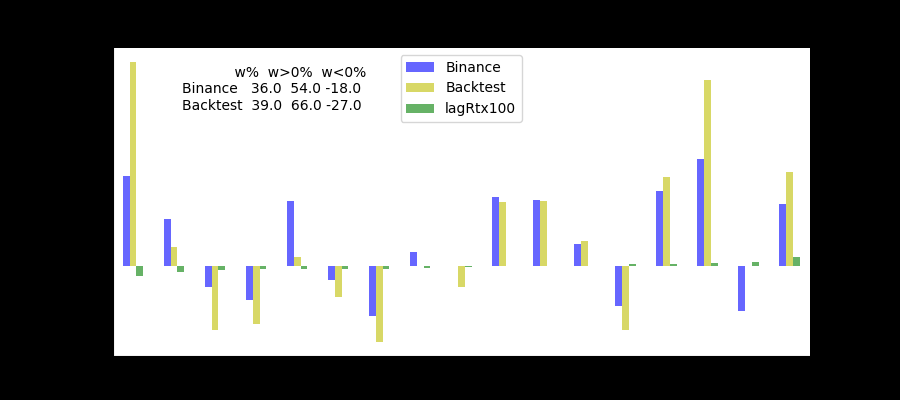 w% w>0% w<0%
Binance 36.0 54.0 -18.0
Backtest 39.0 66.0 -27.0
Binance
Backtest
lagRtx100